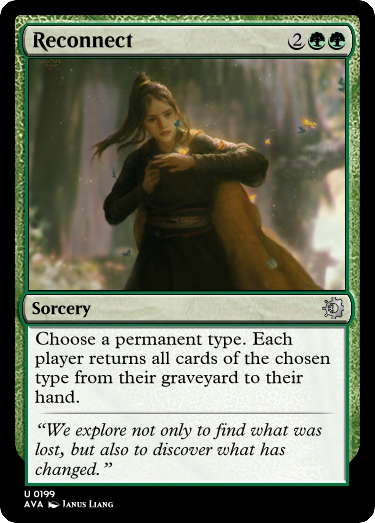 Reconnect 2
Sorcery
Choose a permanent type. Each
player returns all cards of the chosen
type from their graveyard to their
hand.
“We explore not only to find what was
lost, but also to discover what has
changed.”
U 0199
AVA Janus Liang